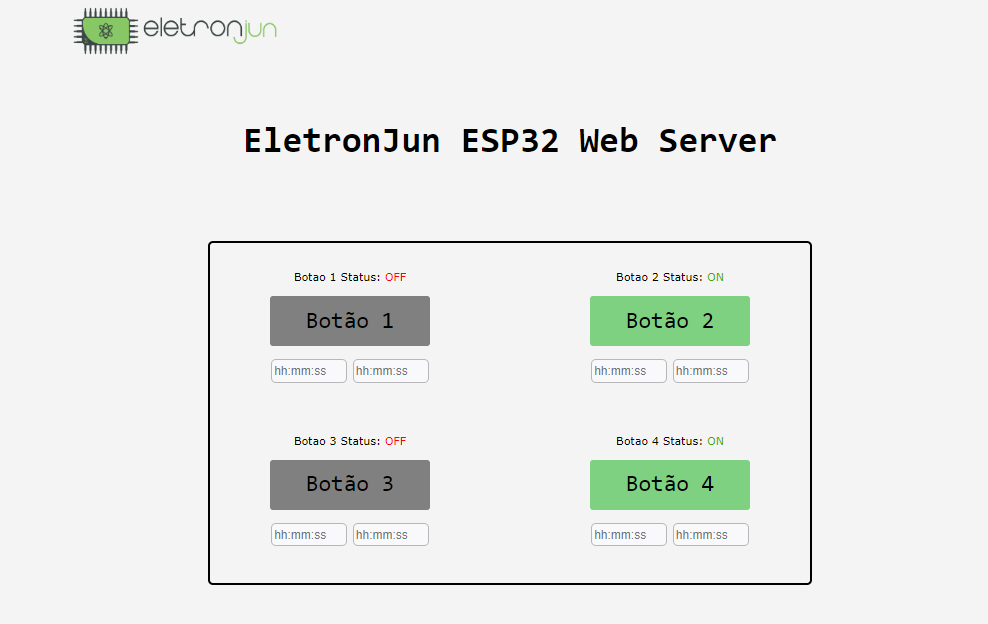 eletronjun
EletronJun ESP32 Web Server
Botao 1 Status: OFF
Botão 1
hh:mm:ss hh:mm:ss
Botao 2 Status: ON
Botão 2
hh:mm:ss hh:mm:ss
Botao 3 Status: OFF
Botão 3
hh:mm:ss hh:mm:ss
Botao 4 Status: ON
Botão 4
hh:mm:ss hh:mm:ss